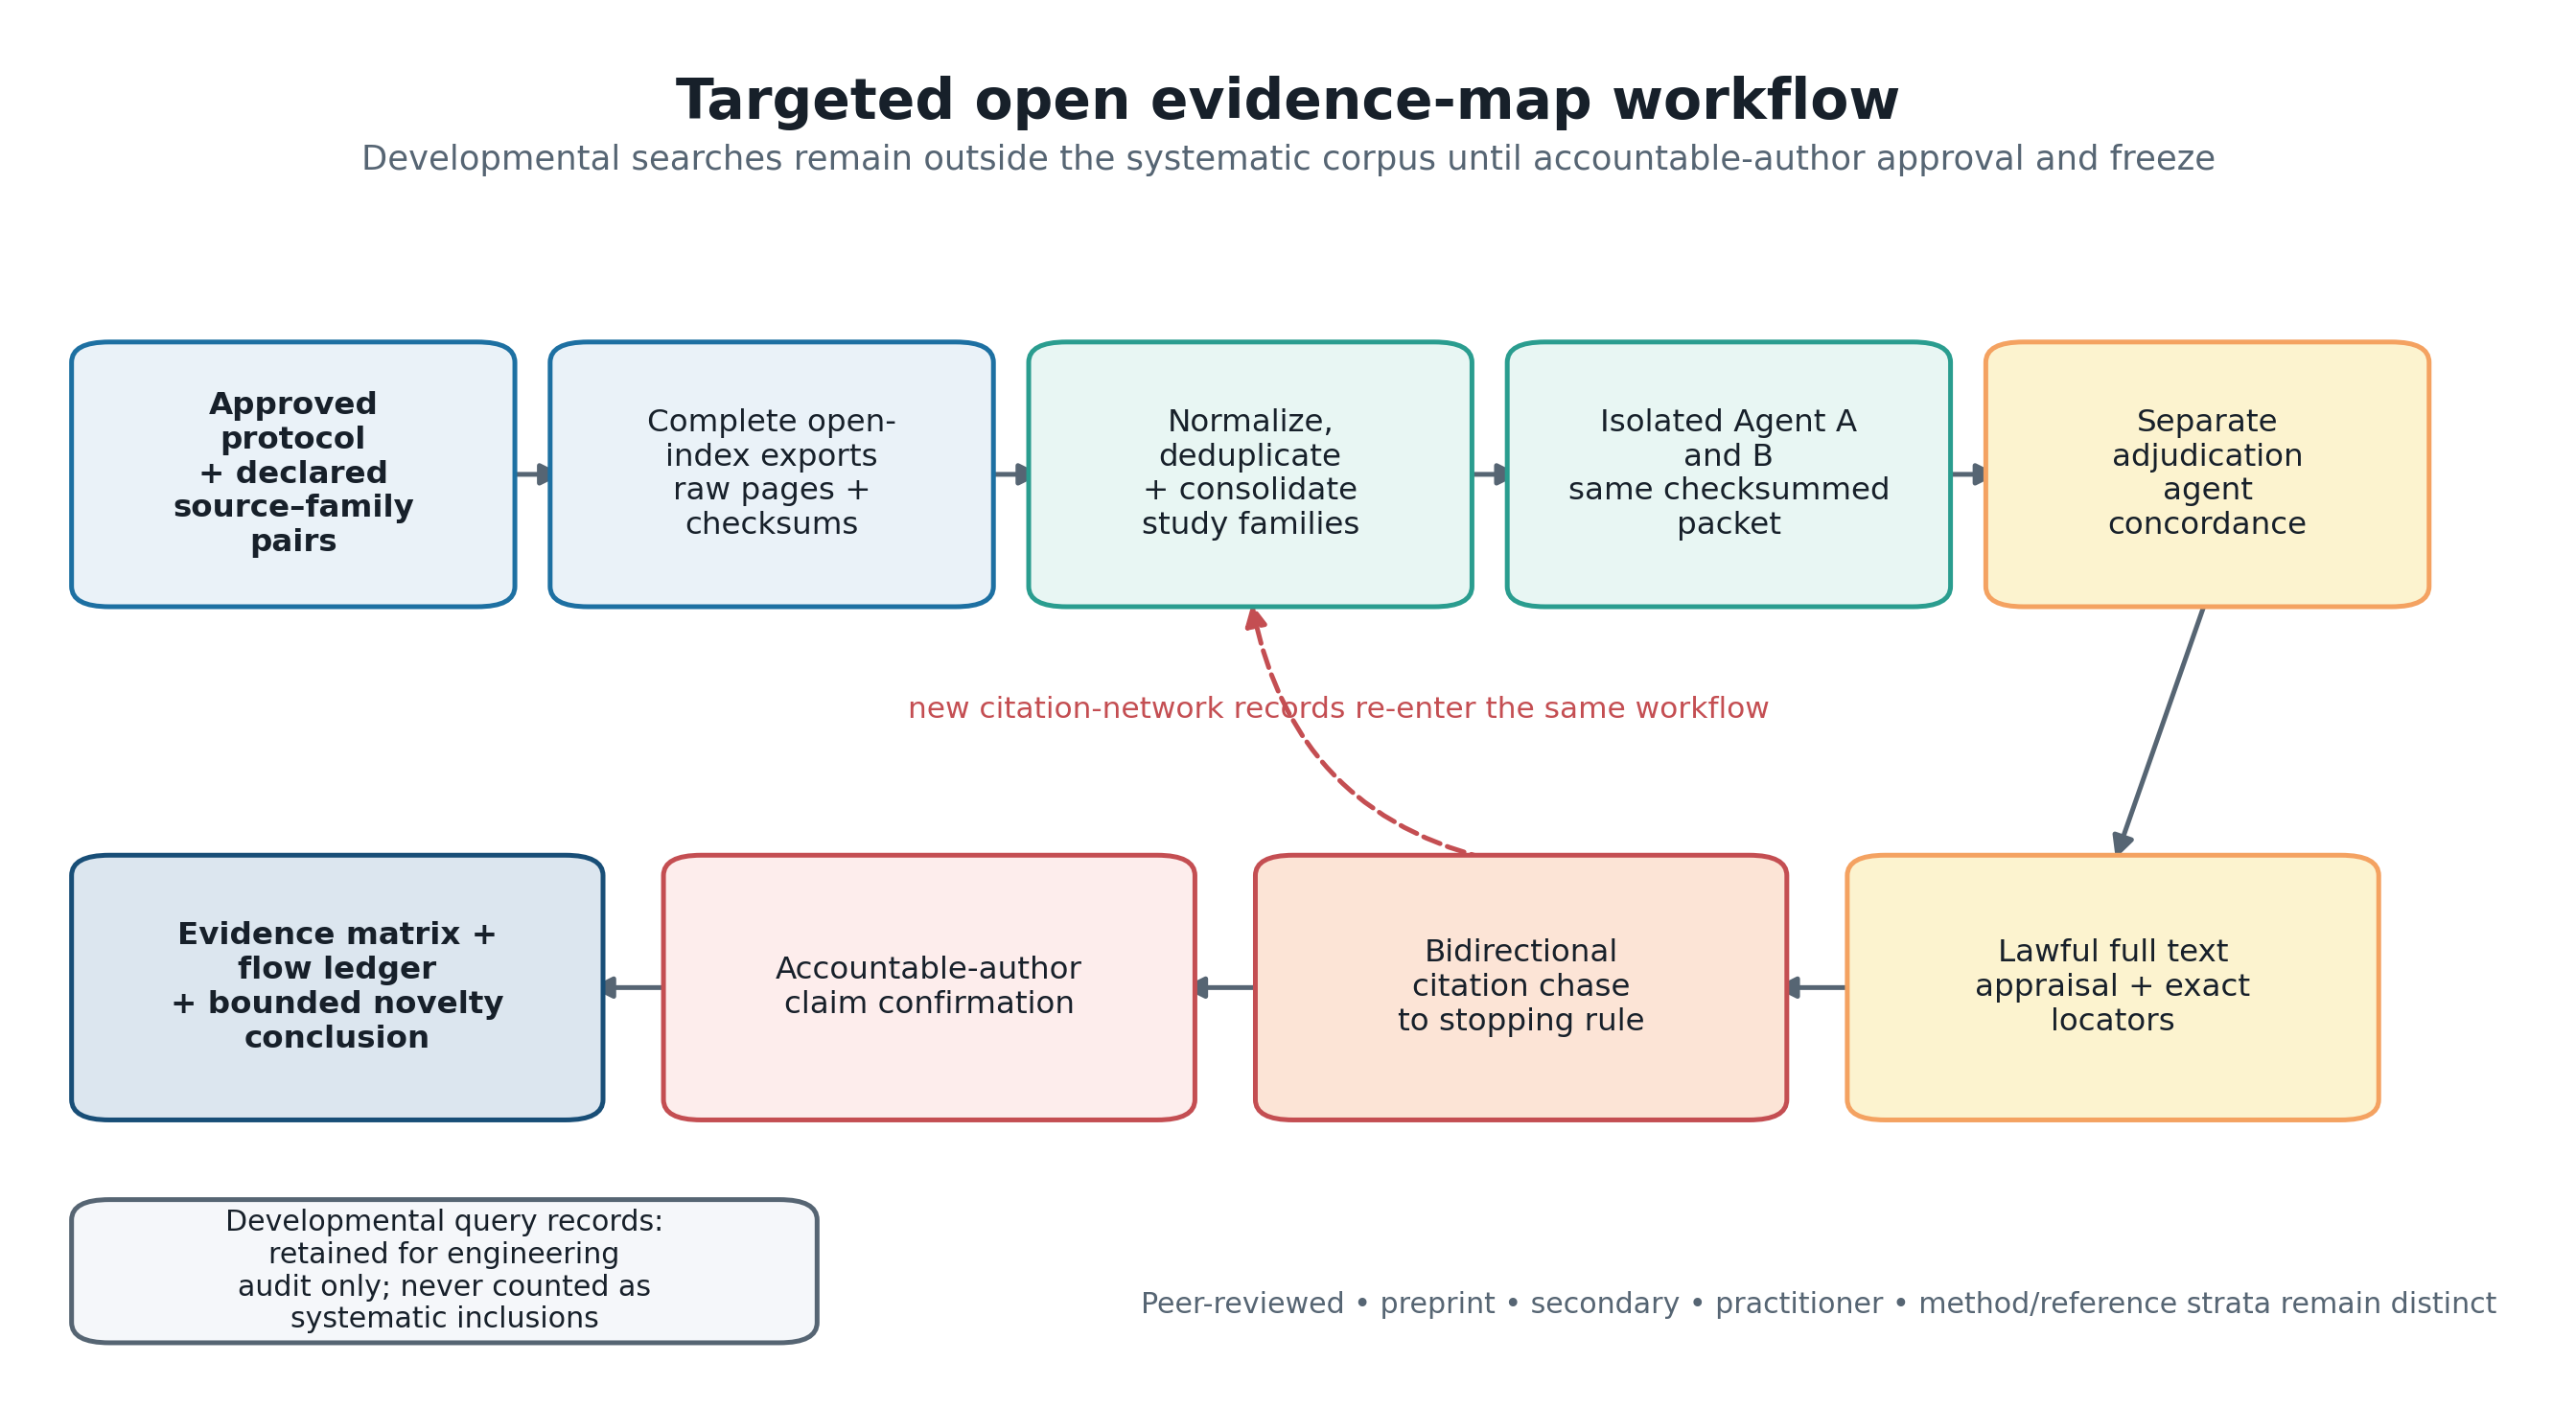 Targeted open evidence-map workflow
Developmental searches remain outside the systematic corpus until accountable-author approval and freeze
Approved
protocol
+ declared
source–family
pairs
Complete open-
index exports
raw pages +
checksums
Normalize,
deduplicate
+ consolidate
study families
Isolated Agent A
and B
same checksummed
packet
Separate
adjudication
agent
concordance
new citation-network records re-enter the same workflow
Evidence matrix +
flow ledger
+ bounded novelty
conclusion
Accountable-author
claim confirmation
Bidirectional
citation chase
to stopping rule
Lawful full text
appraisal + exact
locators
Developmental query records:
retained for engineering
audit only; never counted as
systematic inclusions
Peer-reviewed • preprint • secondary • practitioner • method/reference strata remain distinct